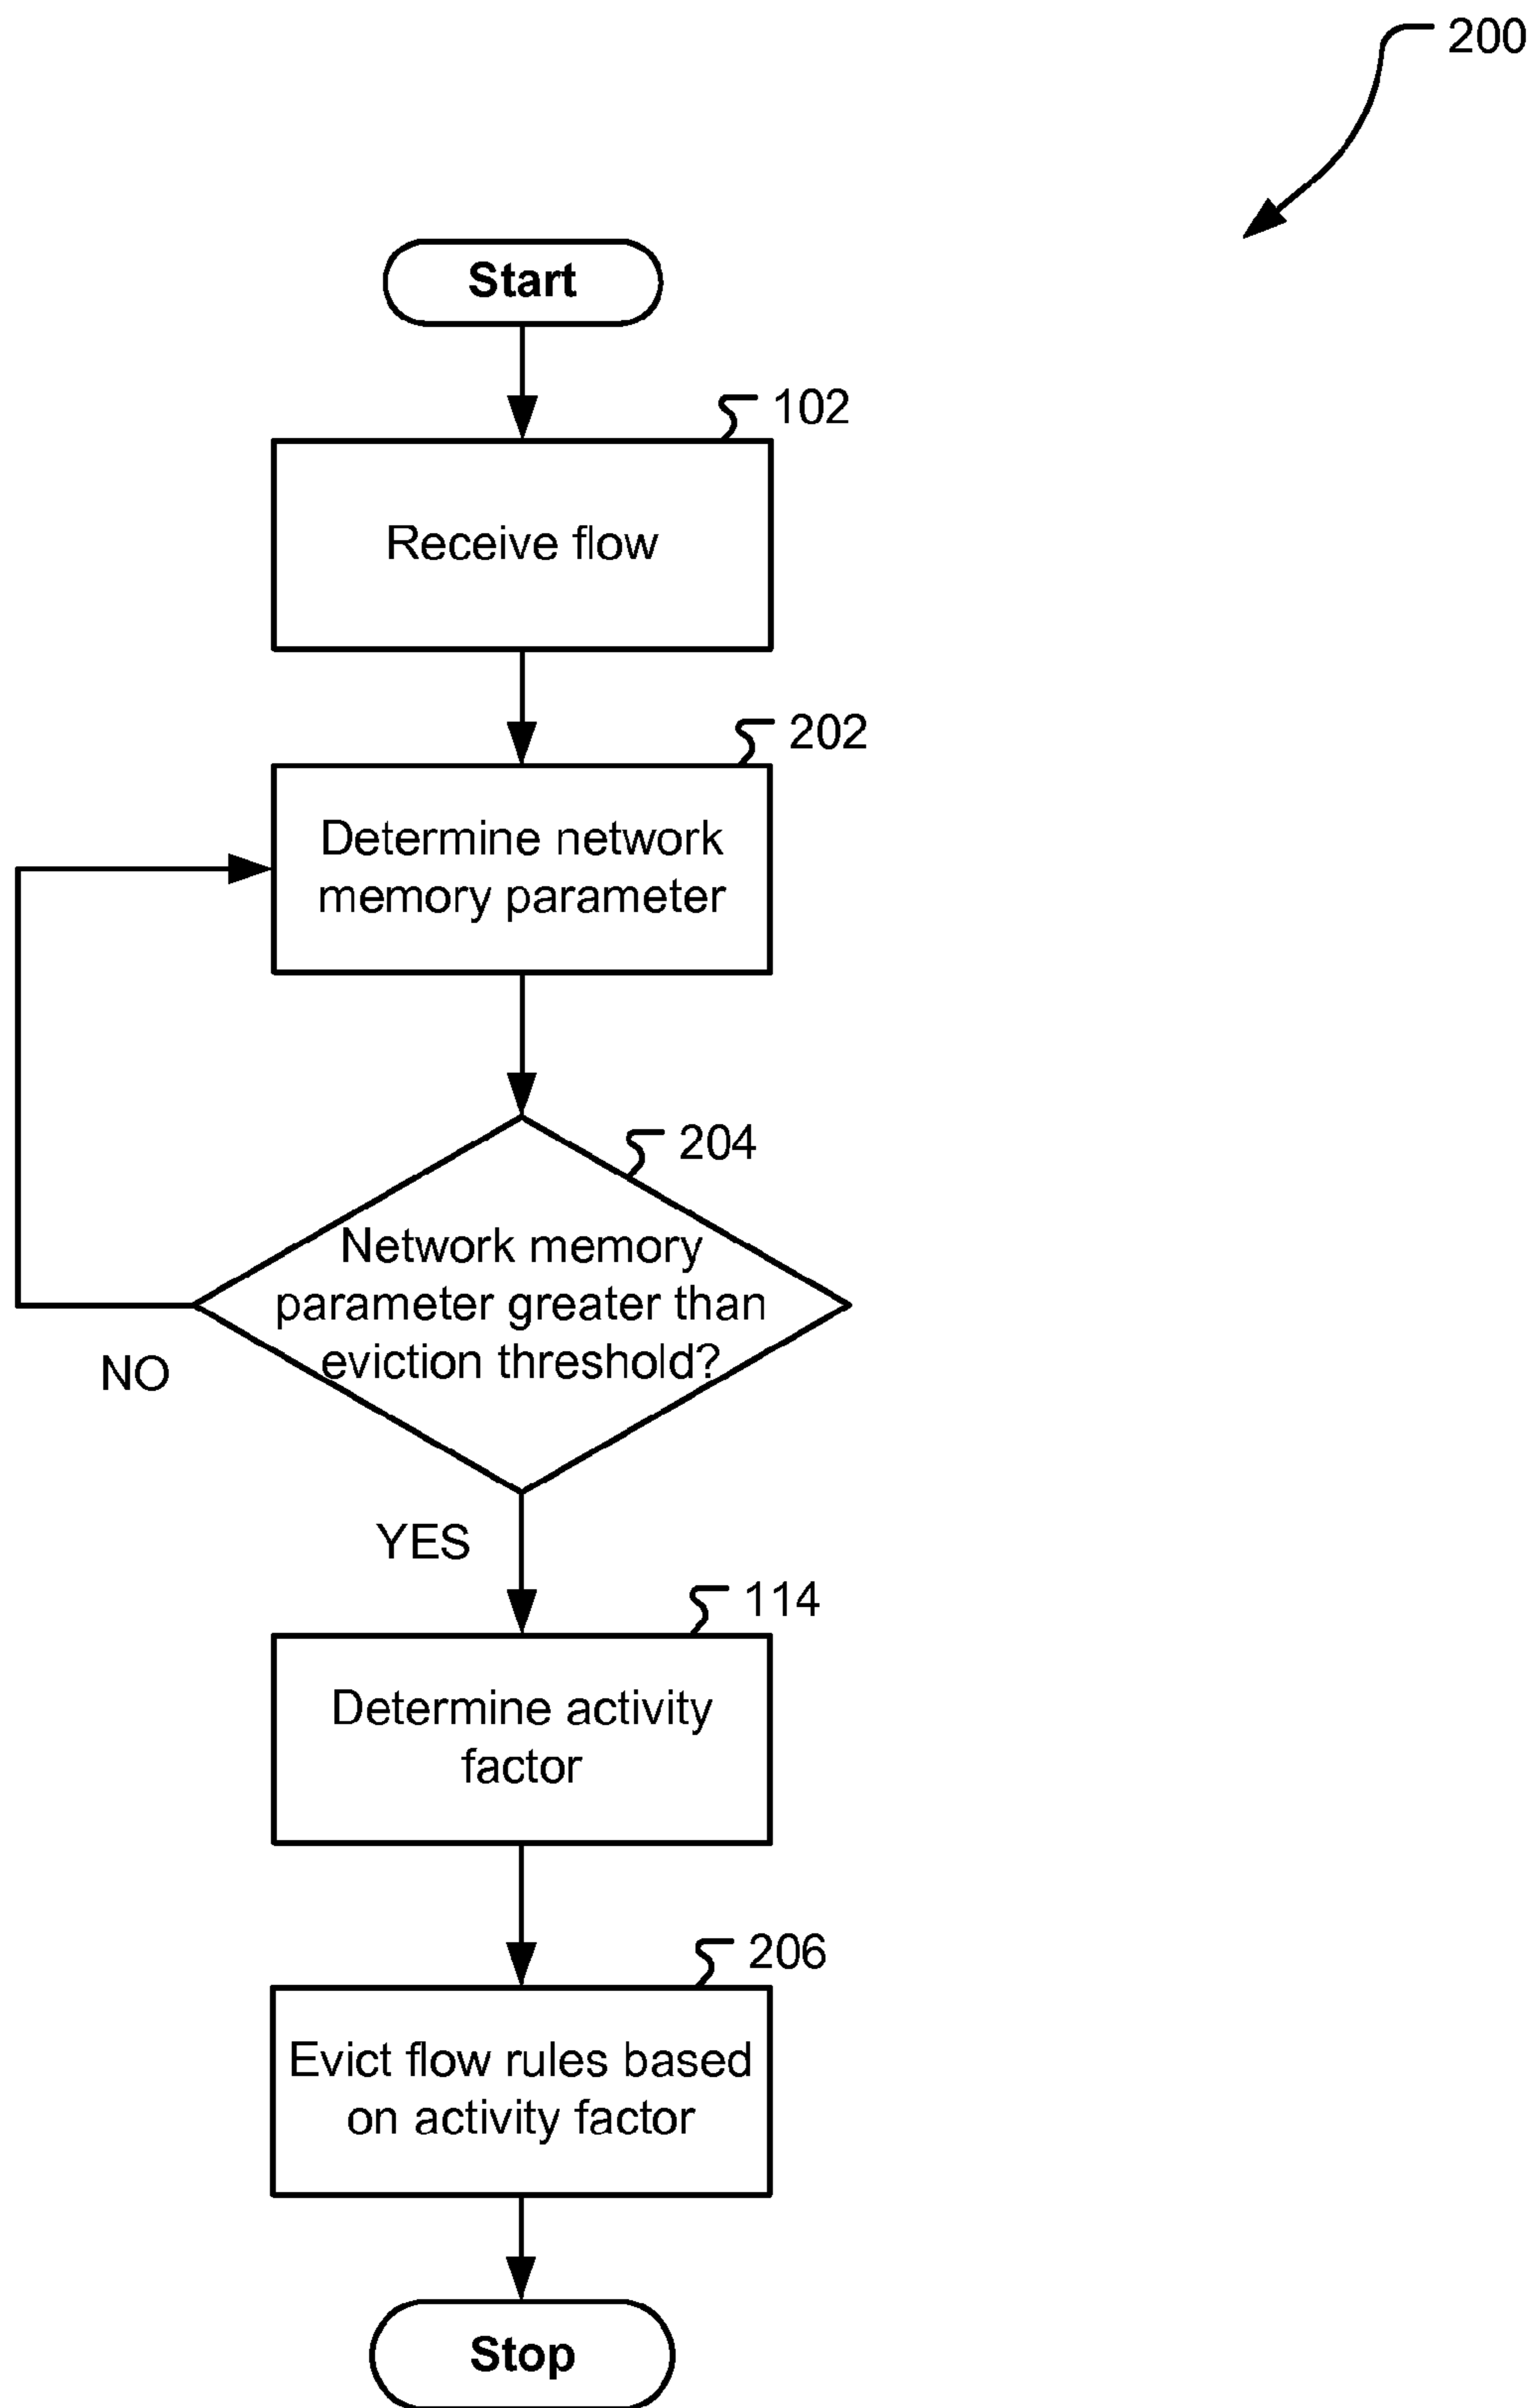 200
Start
102
Receive flow
202
Determine network
memory parameter
204
Network memory
parameter greater than
eviction threshold?
NO
YES
114
Determine activity
factor
206
Evict flow rules based
on activity factor
Stop